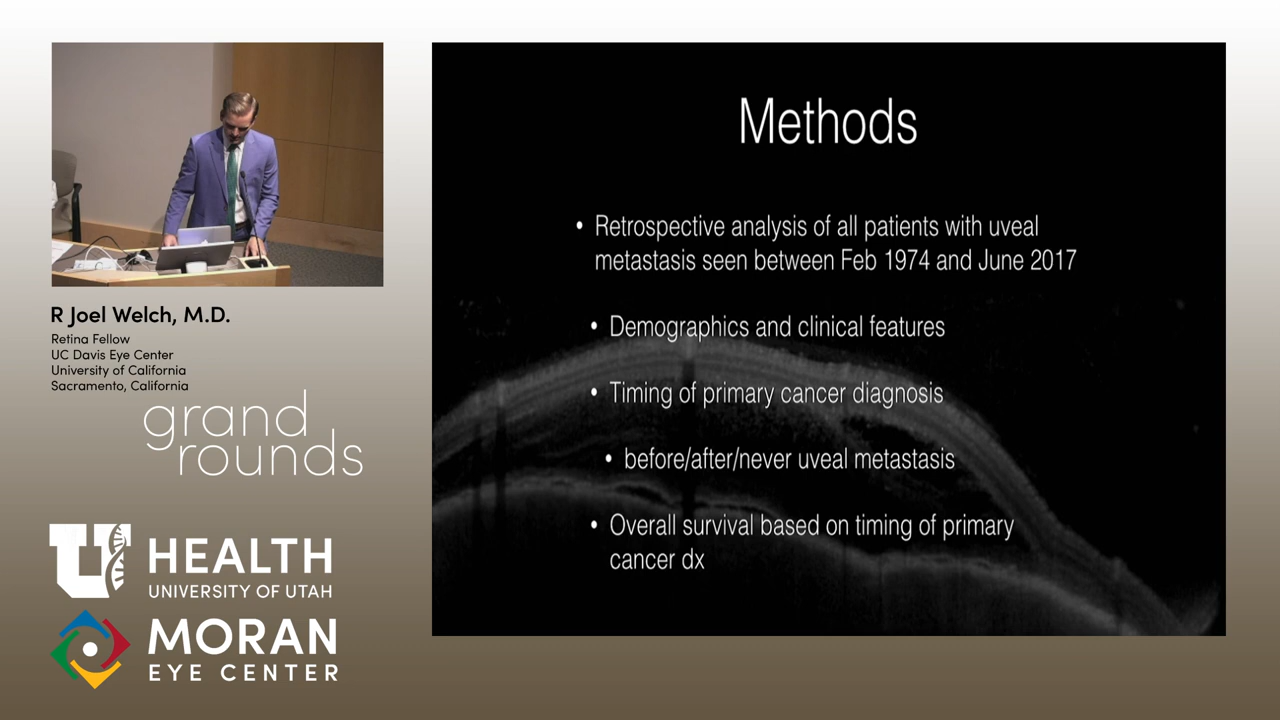 R Joel Welch, M.D.
Retina Fellow
UC Davis Eye Center
University of California
Sacramento, California
grand
rounds
U HEALTH
UNIVERSITY OF UTAH
MORAN
EYE CENTER
Methods
• Retrospective analysis of all patients with uveal
metastasis seen between Feb 1974 and June 2017
• Demographics and clinical features
• Timing of primary cancer diagnosis
• before/after/never uveal metastasis
• Overall survival based on timing of primary
cancer dx